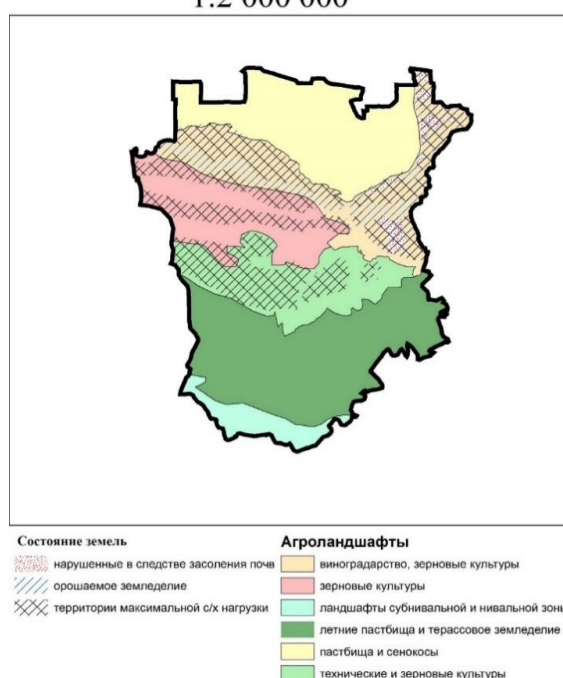 1:2 000 000
Состояние земель
нарушенные в следстве засоления почв
орошаемое земледелие
территории максимальной с/х нагрузки
Агроландшафты
виноградарство, зерновые культуры
зерновые культуры
ландшафты субнивальной и нивальной зоны
летние пастбища и терассовое земледелие
пастбища и сенокосы
технические и зерновые культуры